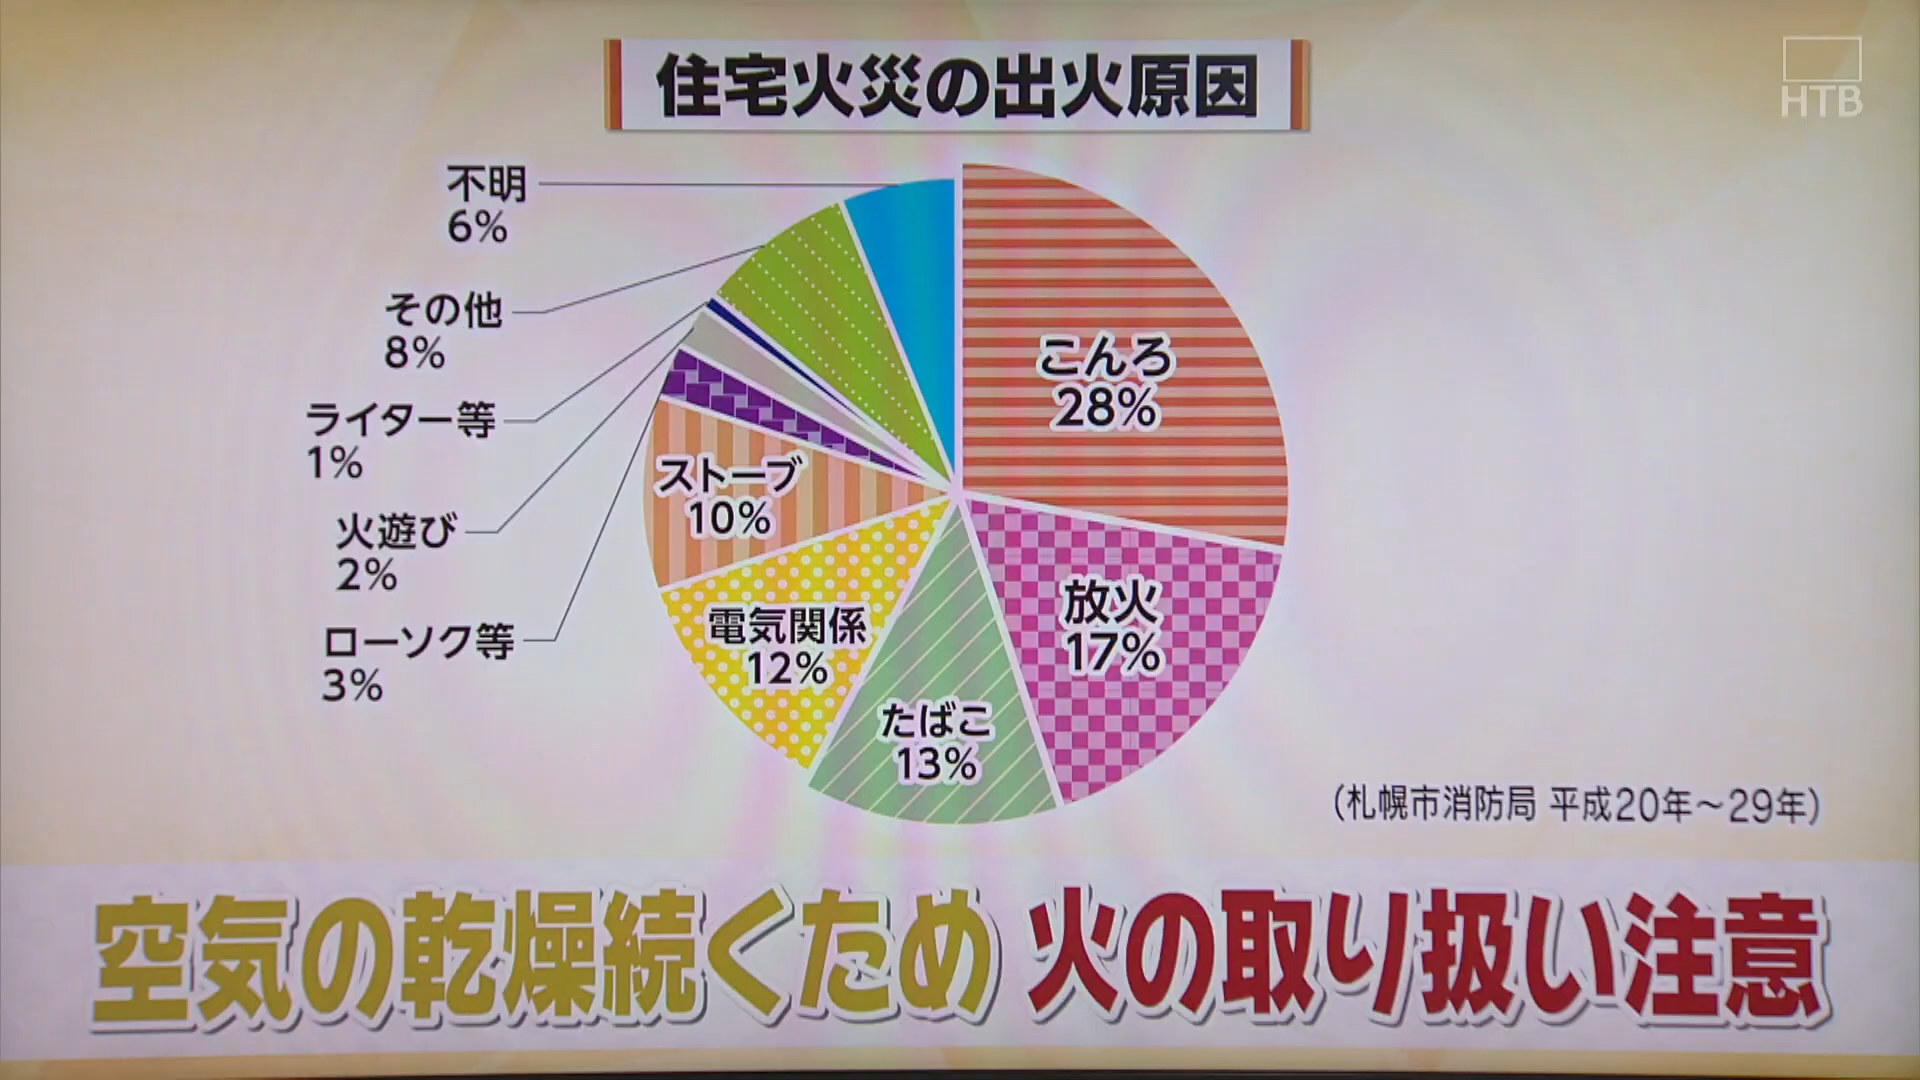 住宅火災の出火原因
HTB
不明
6%
その他
8%
ライター等
1%
火遊び
2%
ローソク等
3%
こんろ
28%
放火
17%
たばこ
13%
電気関係
12%
ストーブ
10%
(札幌市消防局 平成20年～29年)
空気の乾燥続くため 火の取り扱い注意